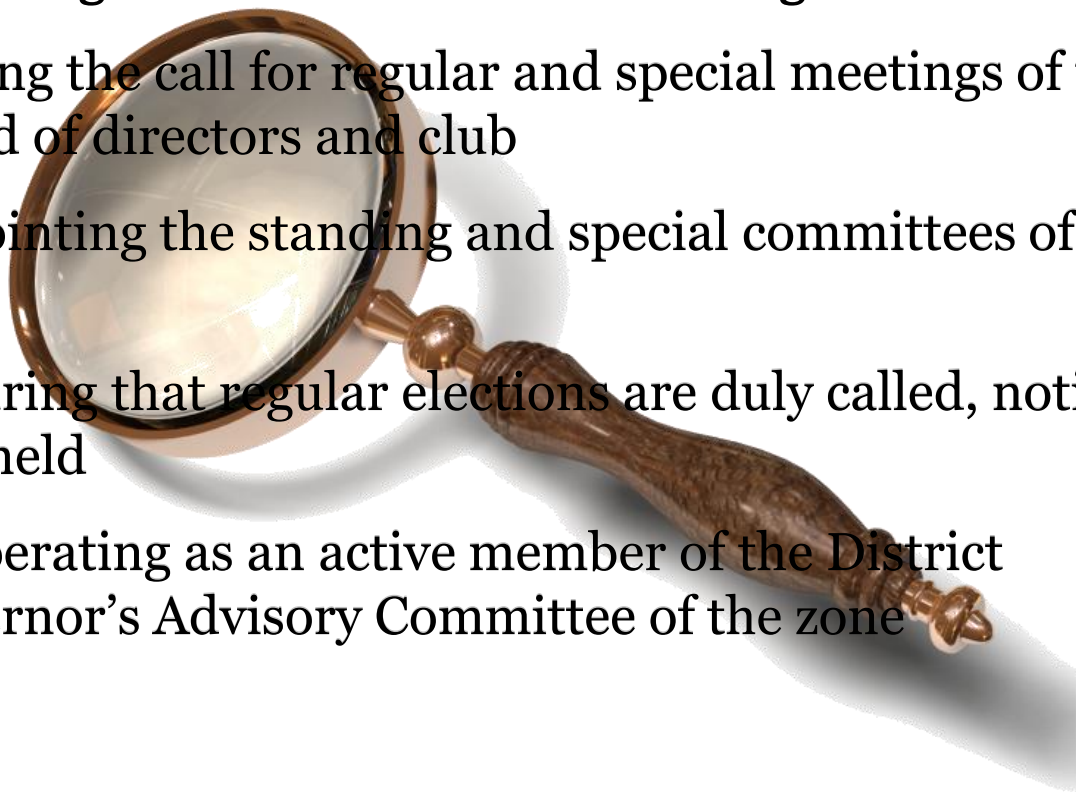 ng the call for regular and special meetings of
d of directors and club
ointing the standing and special committees of
ring that regular elections are duly called, noti
held
perating as an active member of the District
rnor’s Advisory Committee of the zone